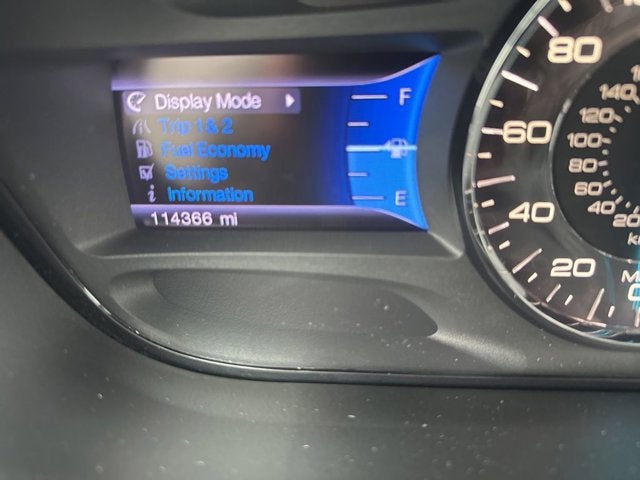 Display Mode
Trip 1 & 2
Fuel Economy
Settings
Information
114366 mi
F
E
80
60
40
20
140
120
100
80
60
40
20